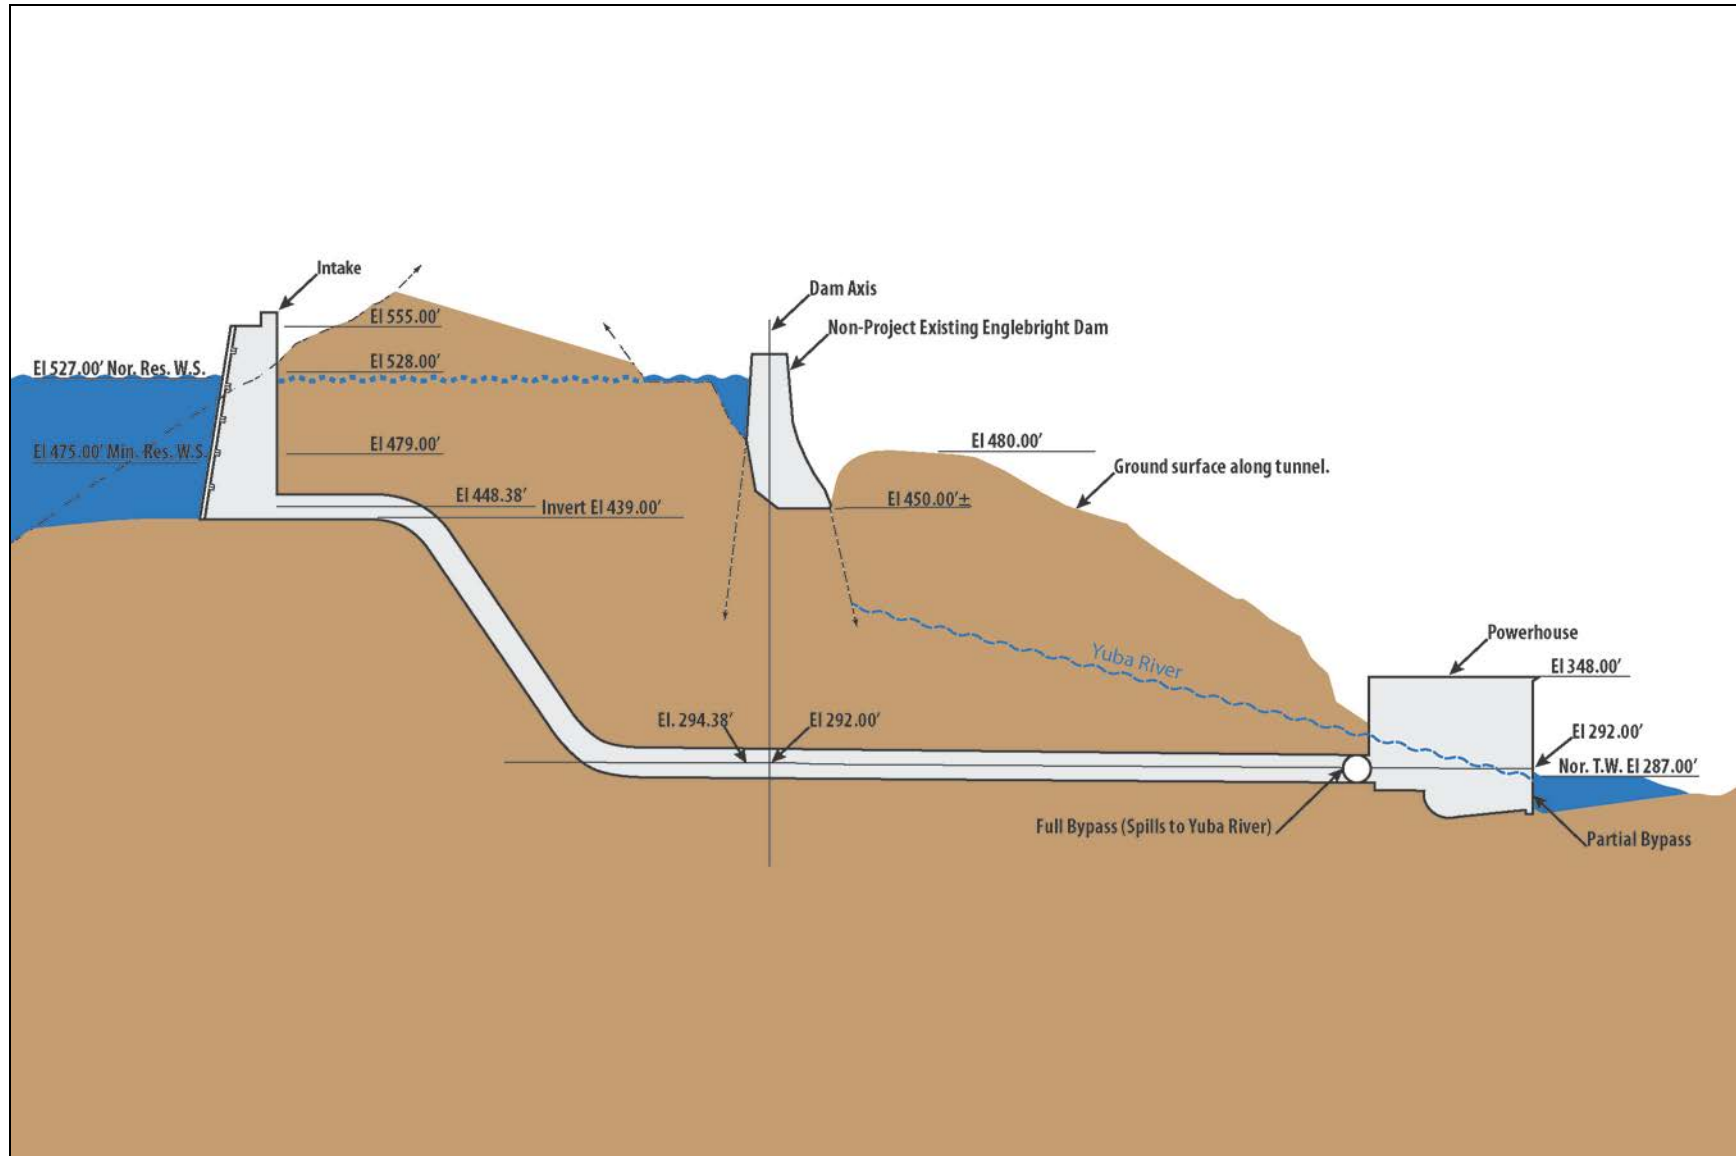 Intake
Dam Axis
El 555.00′
Non-Project Existing Englebright Dam
El 527.00′ Nor. Res. W.S.
El 528.00′
El 475.00′ Min. Res. W.S.
El 479.00′
El 480.00′
Ground surface along tunnel.
El 448.38′
Invert El 439.00′
El 450.00′±
Yuba River
Powerhouse
El 348.00′
El. 294.38′
El 292.00′
El 292.00′
Nor. T.W. El 287.00′
Full Bypass (Spills to Yuba River)
Partial Bypass